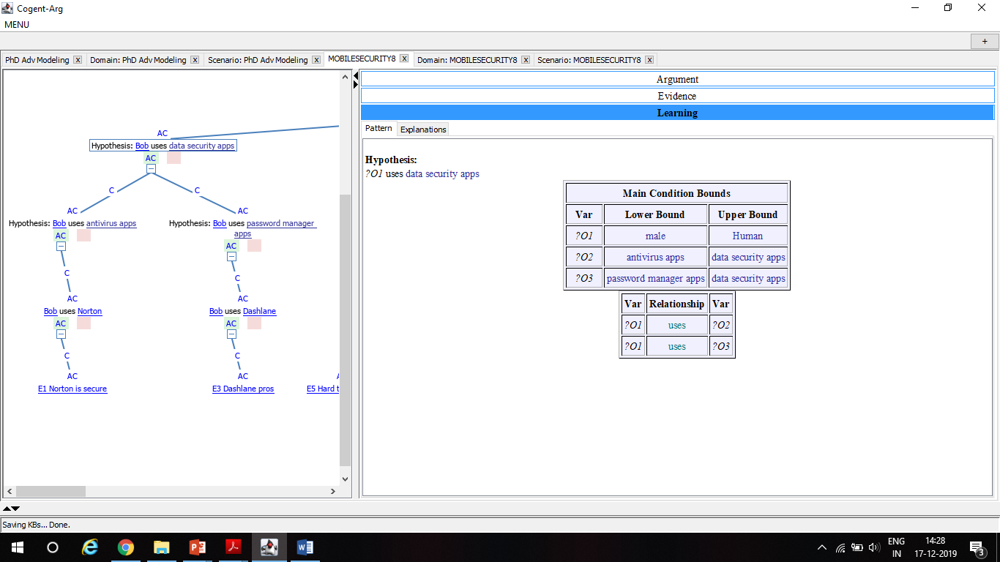 Cogent-Arg
MENU
+
PhD Adv Modeling x Domain: PhD Adv Modeling x Scenario: PhD Adv Modeling x MOBILESECURITY8 x Domain: MOBILESECURITY8 x Scenario: MOBILESECURITY8 x
AC
Hypothesis: Bob uses data security apps
AC
C C
AC AC
Hypothesis: Bob uses antivirus apps
Hypothesis: Bob uses password manager
apps
AC
AC
C
C
AC AC
Bob uses Norton Bob uses Dashlane
AC AC
C C
AC AC
E1 Norton is secure E3 Dashlane pros E5 Hard t
Argument
Evidence
Learning
Pattern Explanations
Hypothesis:
?O1 uses data security apps
Main Condition Bounds
Var Lower Bound Upper Bound
?O1 male Human
?O2 antivirus apps data security apps
?O3 password manager apps data security apps
Var Relationship Var
?O1 uses ?O2
?O1 uses ?O3
Saving KBs... Done.
ENG
IN
14:28
17-12-2019
3